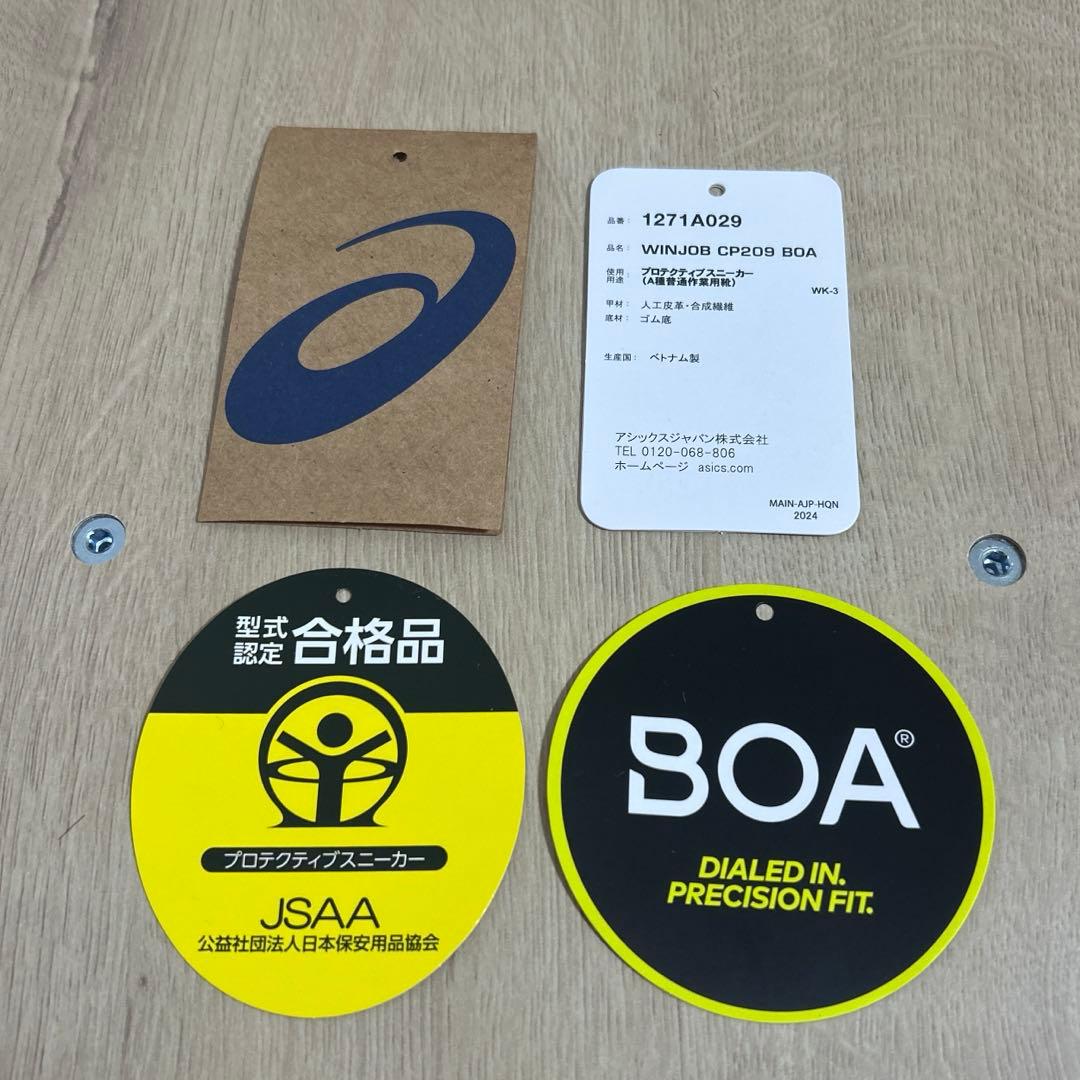 品番： 1271A029
品名： WINJOB CP209 BOA
使用用途： プロテクティブスニーカー
（A種普通作業用靴）
WK-3
甲材： 人工皮革・合成繊維
底材： ゴム底
生産国： ベトナム製
アシックスジャパン株式会社
TEL 0120-068-806
ホームページ asics.com
MAIN-AJP-HQN
2024
型式
認定 合格品
プロテクティブスニーカー
JSAA
公益社団法人日本保安用品協会
BOA®
DIALED IN.
PRECISION FIT.